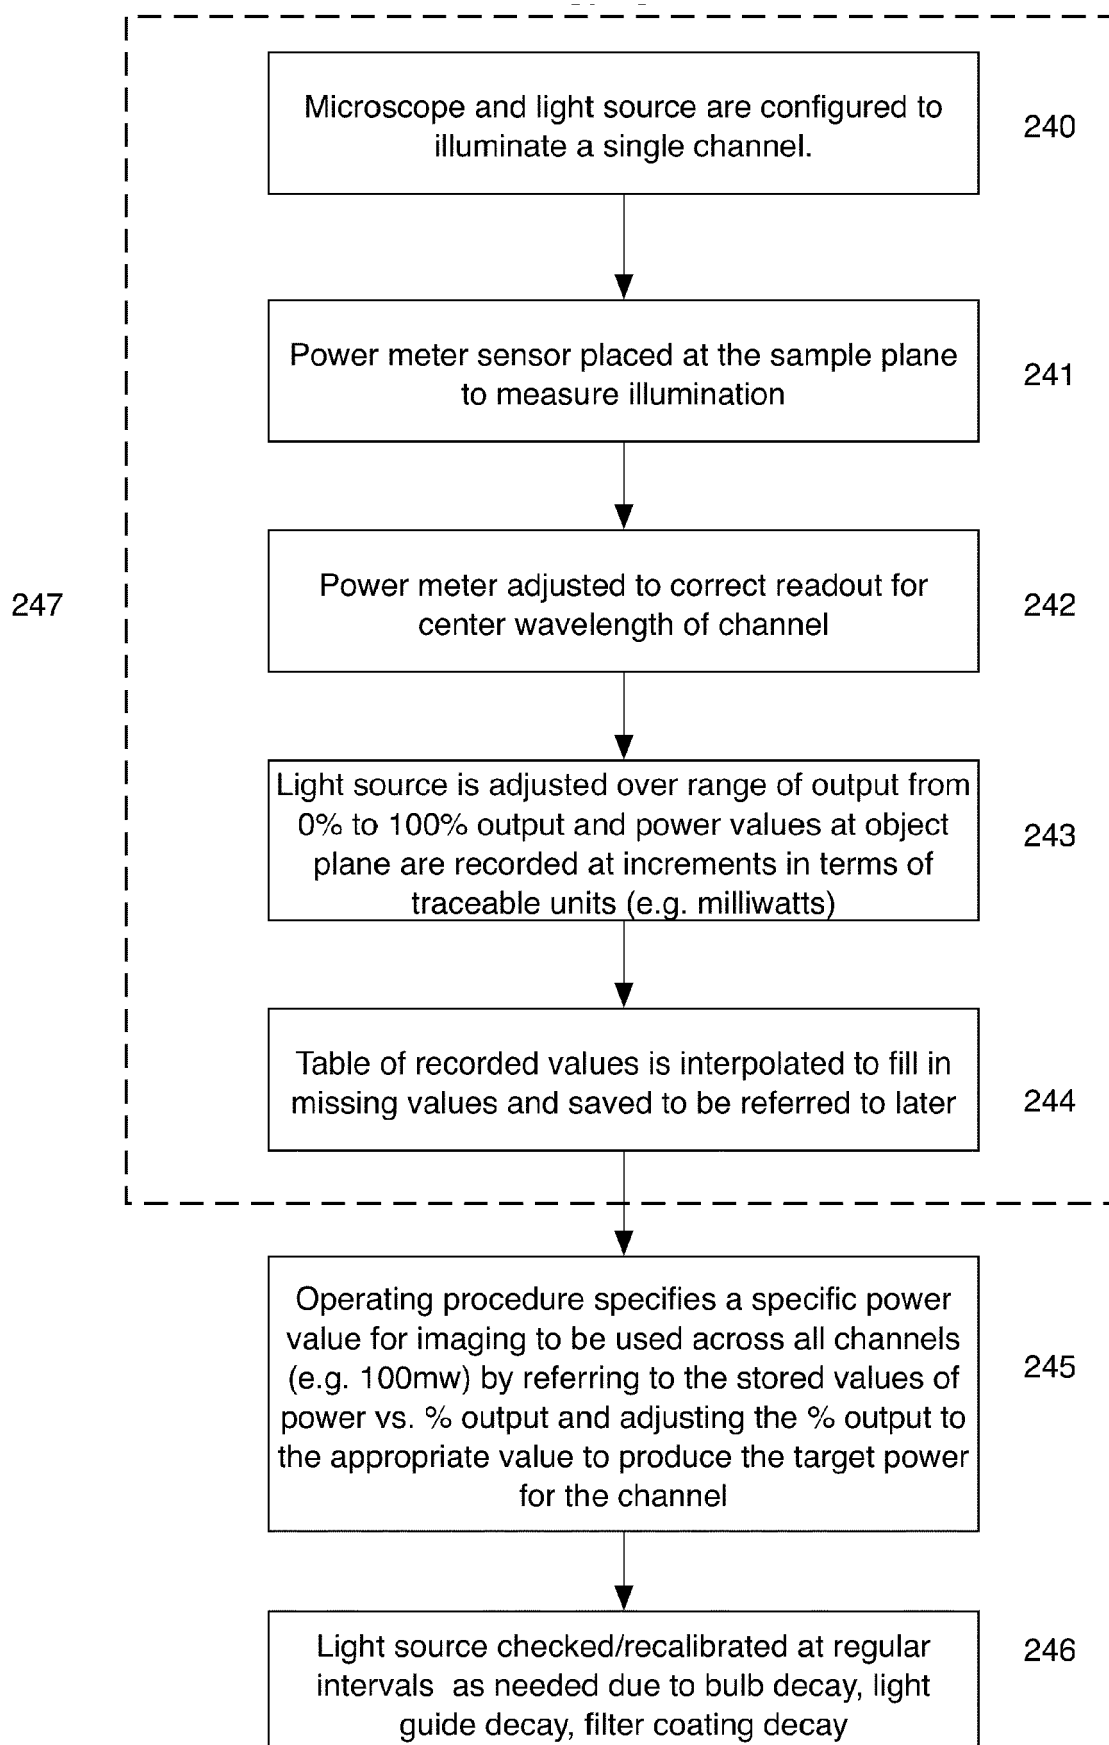 Microscope and light source are configured to
illuminate a single channel.
240
Power meter sensor placed at the sample plane
to measure illumination
241
Power meter adjusted to correct readout for
center wavelength of channel
242
247
Light source is adjusted over range of output from
0% to 100% output and power values at object
plane are recorded at increments in terms of
traceable units (e.g. milliwatts)
243
Table of recorded values is interpolated to fill in
missing values and saved to be referred to later
244
Operating procedure specifies a specific power
value for imaging to be used across all channels
(e.g. 100mw) by referring to the stored values of
power vs. % output and adjusting the % output to
the appropriate value to produce the target power
for the channel
245
Light source checked/recalibrated at regular
intervals  as needed due to bulb decay, light
guide decay, filter coating decay
246